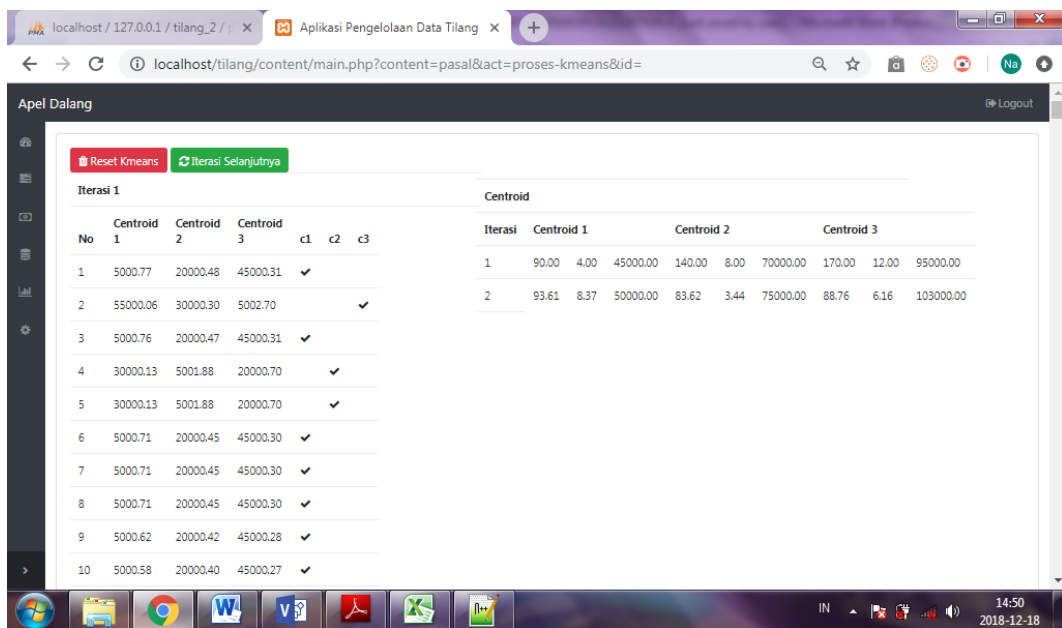 localhost / 127.0.0.1 / tilang_2 / Aplikasi Pengelolaan Data Tilang
localhost/tilang/content/main.php?content=pasal&act=proses-kmeans&id= Na
Apel Dalang Logout
Reset Kmeans Iterasi Selanjutnya
Iterasi 1
No Centroid 1 Centroid 2 Centroid 3 c1 c2 c3
1 5000.77 20000.48 45000.31 ✔
2 55000.06 30000.30 5002.70 ✔
3 5000.76 20000.47 45000.31 ✔
4 30000.13 5001.88 20000.70 ✔
5 30000.13 5001.88 20000.70 ✔
6 5000.71 20000.45 45000.30 ✔
7 5000.71 20000.45 45000.30 ✔
8 5000.71 20000.45 45000.30 ✔
9 5000.62 20000.42 45000.28 ✔
10 5000.58 20000.40 45000.27 ✔
Centroid
Iterasi Centroid 1 Centroid 2 Centroid 3
1 90.00 4.00 45000.00 140.00 8.00 70000.00 170.00 12.00 95000.00
2 93.61 8.37 50000.00 83.62 3.44 75000.00 88.76 6.16 103000.00
IN 14:50
2018-12-18